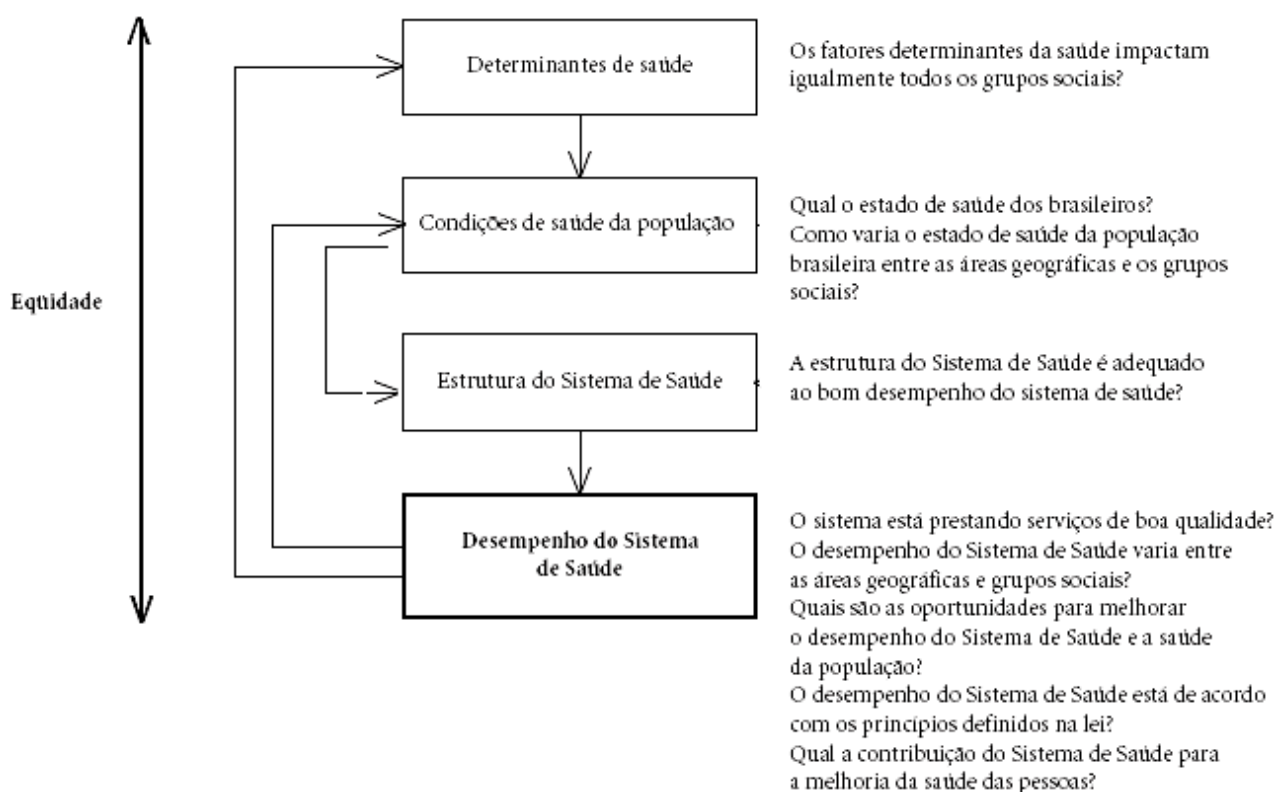 Determinantes de saúde
Os fatores determinantes da saúde impactam
igualmente todos os grupos sociais?
Condições de saúde da população
Qual o estado de saúde dos brasileiros?
Como varia o estado de saúde da população
brasileira entre as áreas geográficas e os grupos
sociais?
Eqüidade
Estrutura do Sistema de Saúde
A estrutura do Sistema de Saúde é adequado
ao bom desempenho do sistema de saúde?
Desempenho do Sistema
de Saúde
O sistema está prestando serviços de boa qualidade?
O desempenho do Sistema de Saúde varia entre
as áreas geográficas e grupos sociais?
Quais são as oportunidades para melhorar
o desempenho do Sistema de Saúde e a saúde
da população?
O desempenho do Sistema de Saúde está de acordo
com os princípios definidos na lei?
Qual a contribuição do Sistema de Saúde para
a melhoria da saúde das pessoas?